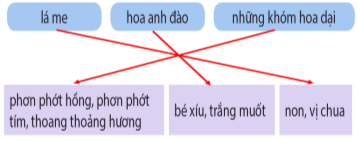 lá me
hoa anh đào
những khóm hoa dại
phơn phớt hồng, phơn phớt
tím, thoang thoảng hương
bé xíu, trắng muốt
non, vị chua